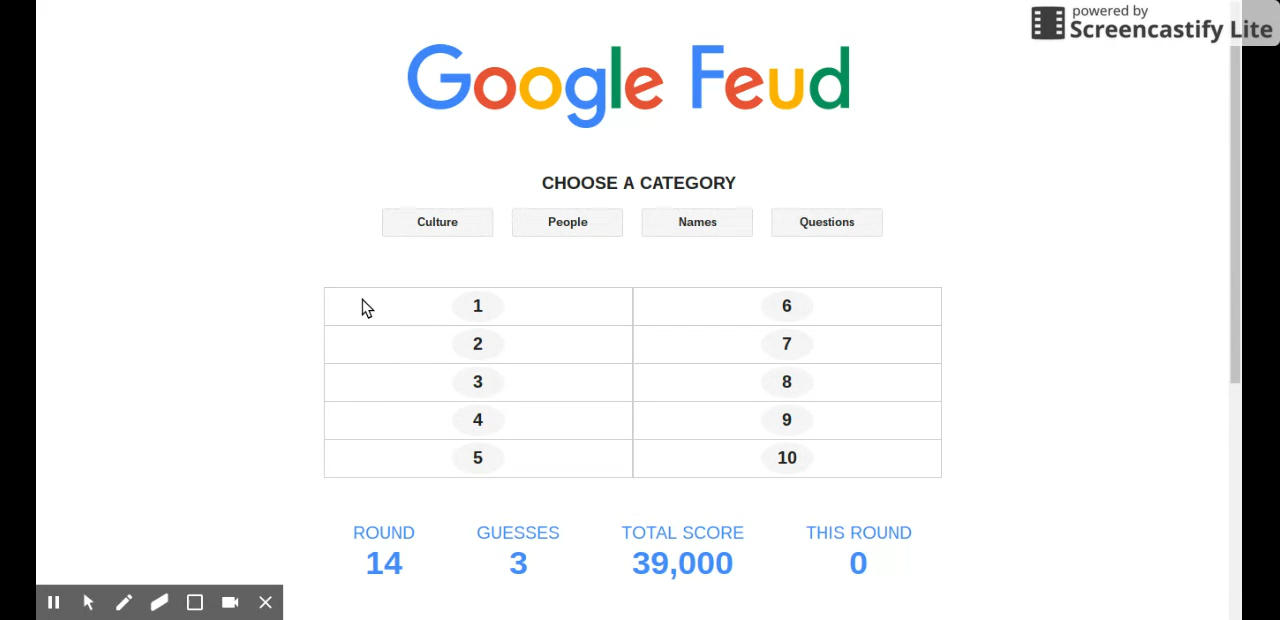 powered by
Screencastify Lite
Google Feud
CHOOSE A CATEGORY
Culture People Names Questions
1 6
2 7
3 8
4 9
5 10
ROUND GUESSES TOTAL SCORE THIS ROUND
14 3 39,000 0